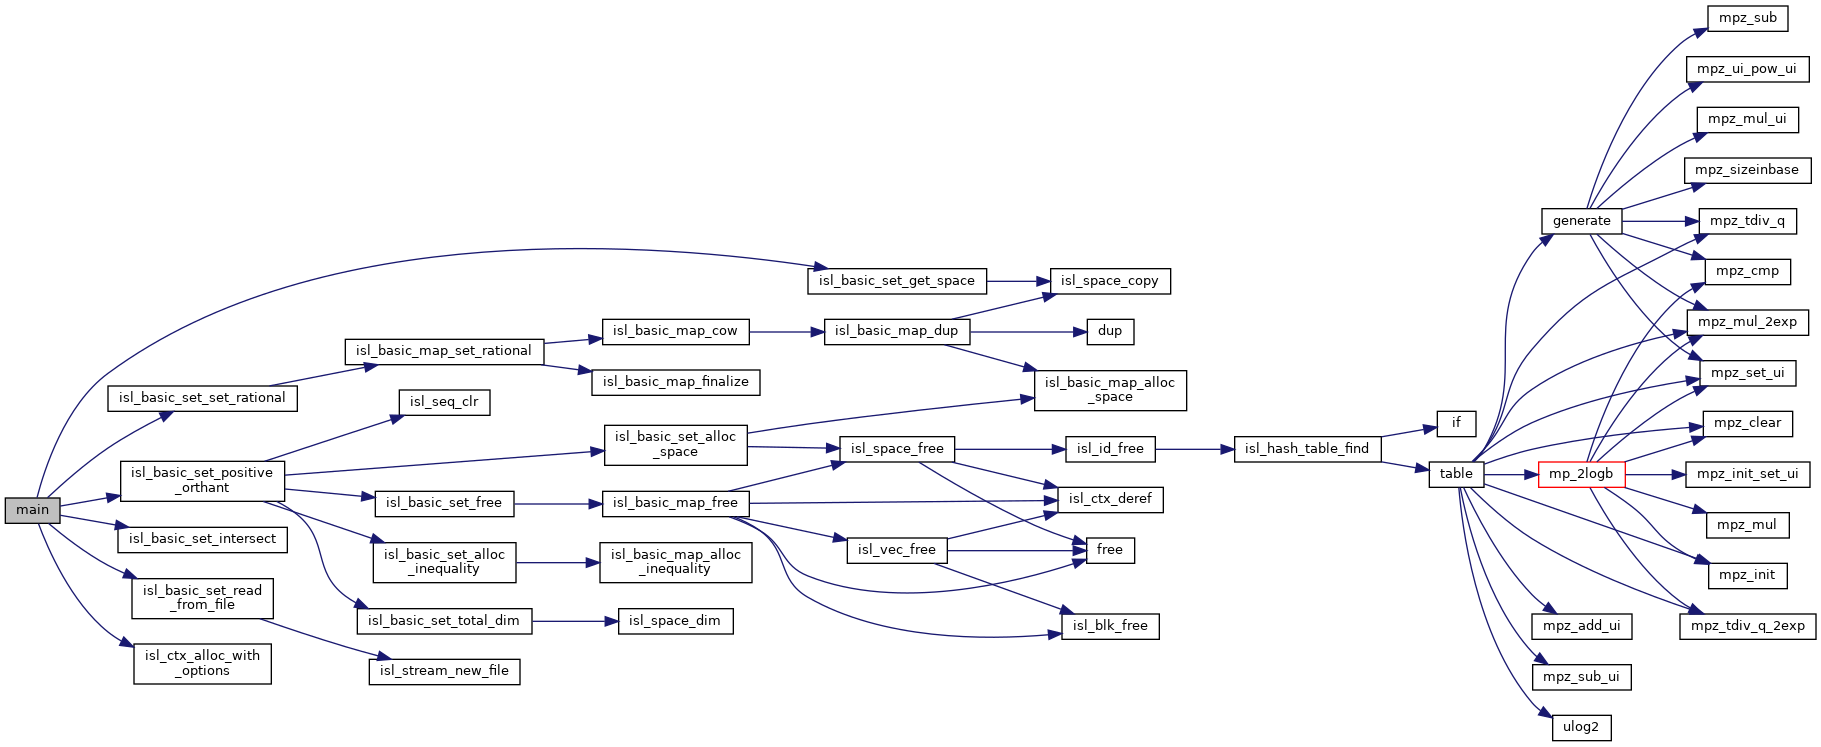 main
isl_basic_set_set_rational
isl_basic_set_positive
_orthant
isl_basic_set_intersect
isl_basic_set_read
_from_file
isl_ctx_alloc_with
_options
isl_basic_map_set_rational
isl_seq_clr
isl_basic_set_free
isl_basic_set_alloc
_inequality
isl_basic_set_total_dim
isl_stream_new_file
isl_basic_map_cow
isl_basic_map_finalize
isl_basic_set_alloc
_space
isl_basic_map_free
isl_basic_map_alloc
_inequality
isl_space_dim
isl_basic_set_get_space
isl_basic_map_dup
isl_space_free
isl_vec_free
isl_space_copy
dup
isl_basic_map_alloc
_space
isl_id_free
isl_ctx_deref
free
isl_blk_free
isl_hash_table_find
if
table
generate
mp_2logb
mpz_add_ui
mpz_sub_ui
ulog2
mpz_sub
mpz_ui_pow_ui
mpz_mul_ui
mpz_sizeinbase
mpz_tdiv_q
mpz_cmp
mpz_mul_2exp
mpz_set_ui
mpz_clear
mpz_init_set_ui
mpz_mul
mpz_init
mpz_tdiv_q_2exp